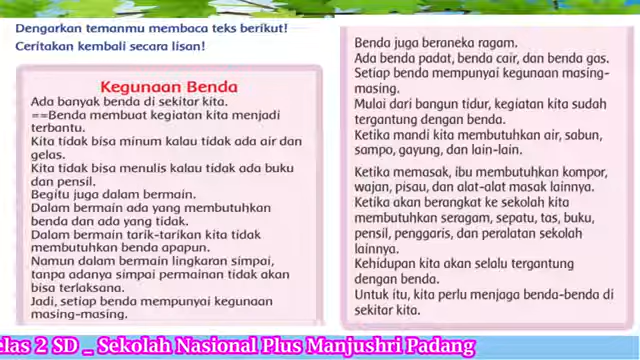 Dengarkan temanmu membaca teks berikut!
Ceritakan kembali secara lisan!
Kegunaan Benda
Ada banyak benda di sekitar kita.
==Benda membuat kegiatan kita menjadi
terbantu.
Kita tidak bisa minum kalau tidak ada air dan
gelas.
Kita tidak bisa menulis kalau tidak ada buku
dan pensil.
Begitu juga dalam bermain.
Dalam bermain ada yang membutuhkan
benda dan ada yang tidak.
Dalam bermain tarik-tarikan kita tidak
membutuhkan benda apapun.
Namun dalam bermain lingkaran simpai,
tanpa adanya simpai permainan tidak akan
bisa terlaksana.
Jadi, setiap benda mempunyai kegunaan
masing-masing.
Benda juga beraneka ragam.
Ada benda padat, benda cair, dan benda gas.
Setiap benda mempunyai kegunaan masing-
masing.
Mulai dari bangun tidur, kegiatan kita sudah
tergantung dengan benda.
Ketika mandi kita membutuhkan air, sabun,
sampo, gayung, dan lain-lain.
Ketika memasak, ibu membutuhkan kompor,
wajan, pisau, dan alat-alat masak lainnya.
Ketika akan berangkat ke sekolah kita
membutuhkan seragam, sepatu, tas, buku,
pensil, penggaris, dan peralatan sekolah
lainnya.
Kehidupan kita akan selalu tergantung
dengan benda.
Untuk itu, kita perlu menjaga benda-benda di
sekitar kita.
elas 2 SD _ Sekolah Nasional Plus Manjushri Padang